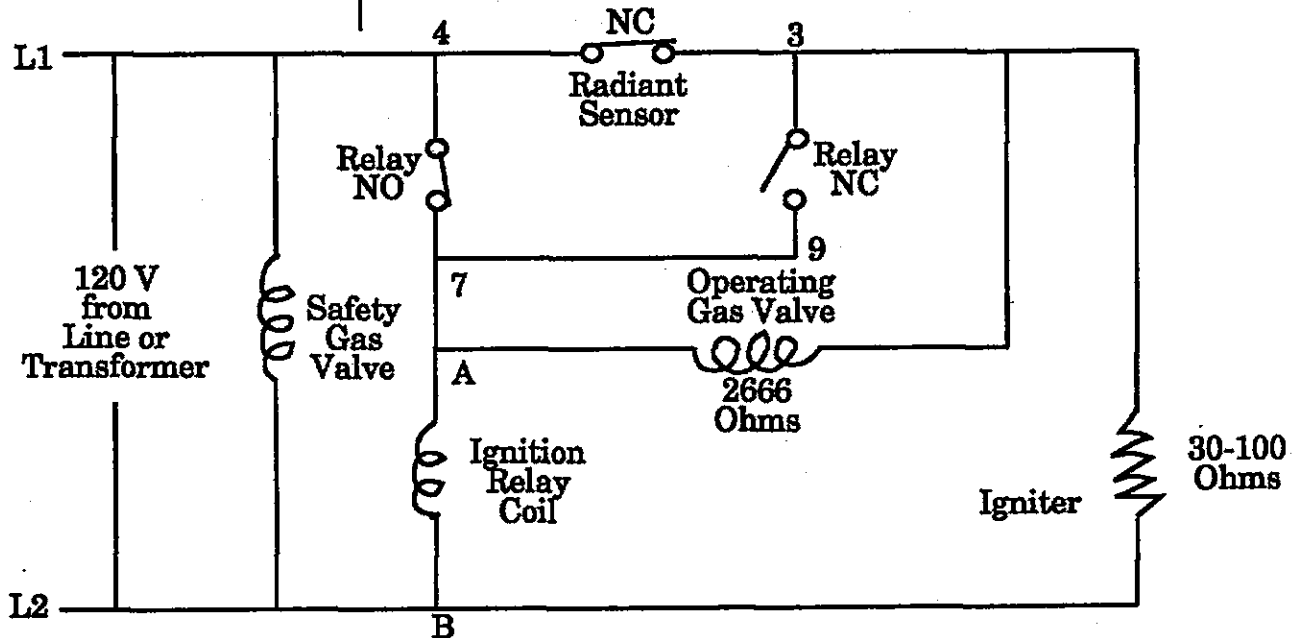 NC
4
3
L1
Radiant
Sensor
Relay
NO
Relay
NC
9
7
120 V
from
Line or
Transformer
Safety
Gas
Valve
Operating
Gas Valve
A
2666
Ohms
Ignition
Relay
Coil
30-100
Ohms
Igniter
L2
B